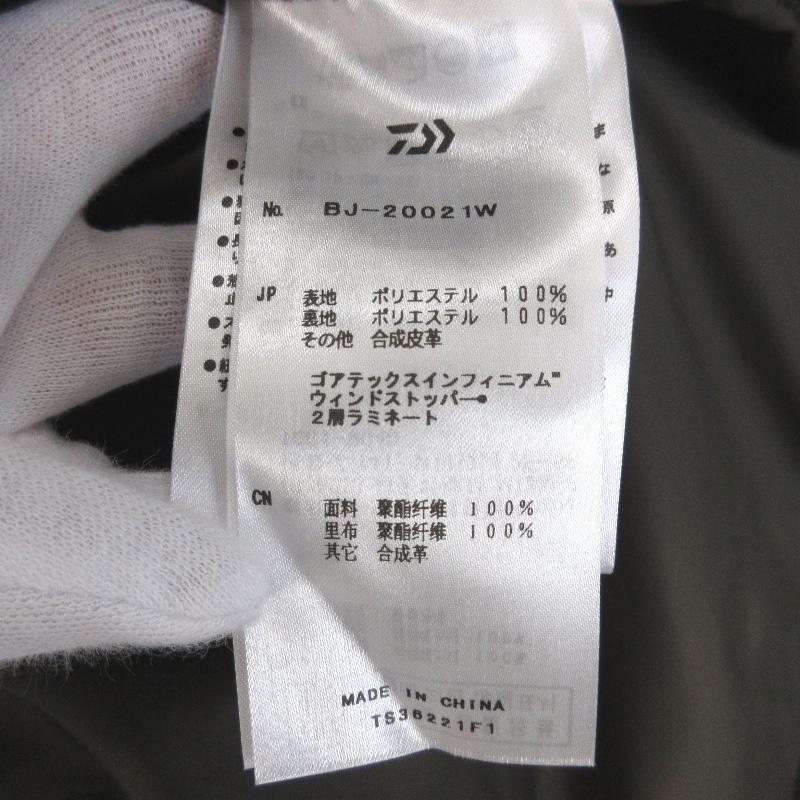 No. BJ-20021W
JP 表地 ポリエステル 100%
裏地 ポリエステル 100%
その他 合成皮革
ゴアテックスインフィニアム™
ウィンドストッパー®
2層ラミネート
CN 面料 聚酯纤维 100%
里布 聚酯纤维 100%
其它 合成革
MADE IN CHINA
TS36221F1